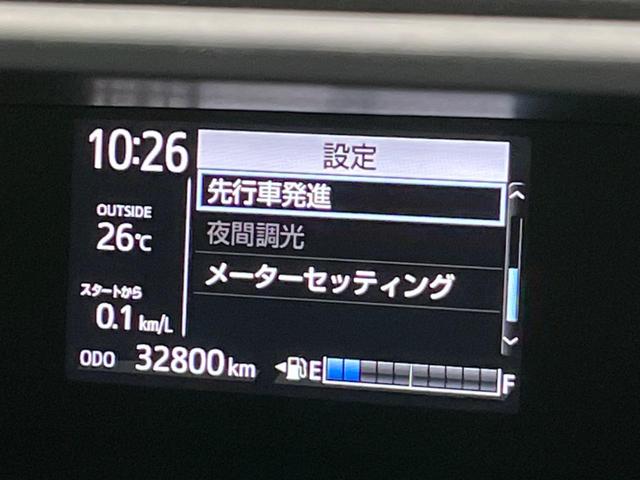 10:26
設定
先行車発進
OUTSIDE
26℃
夜間調光
メーターセッティング
スタートから
0.1 km/L
ODO 32800 km
E F